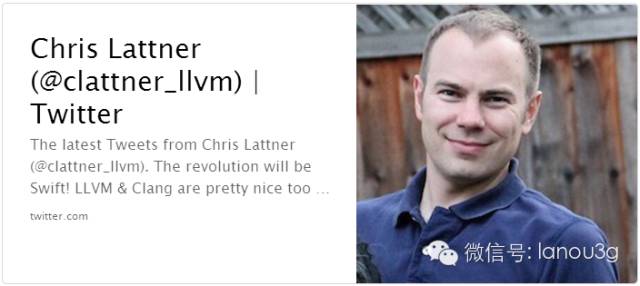 Chris Lattner
(@clattner_llvm) |
Twitter
The latest Tweets from Chris Lattner
(@clattner_llvm). The revolution will be
Swift! LLVM & Clang are pretty nice too ...
twitter.com
微信号: lanou3g